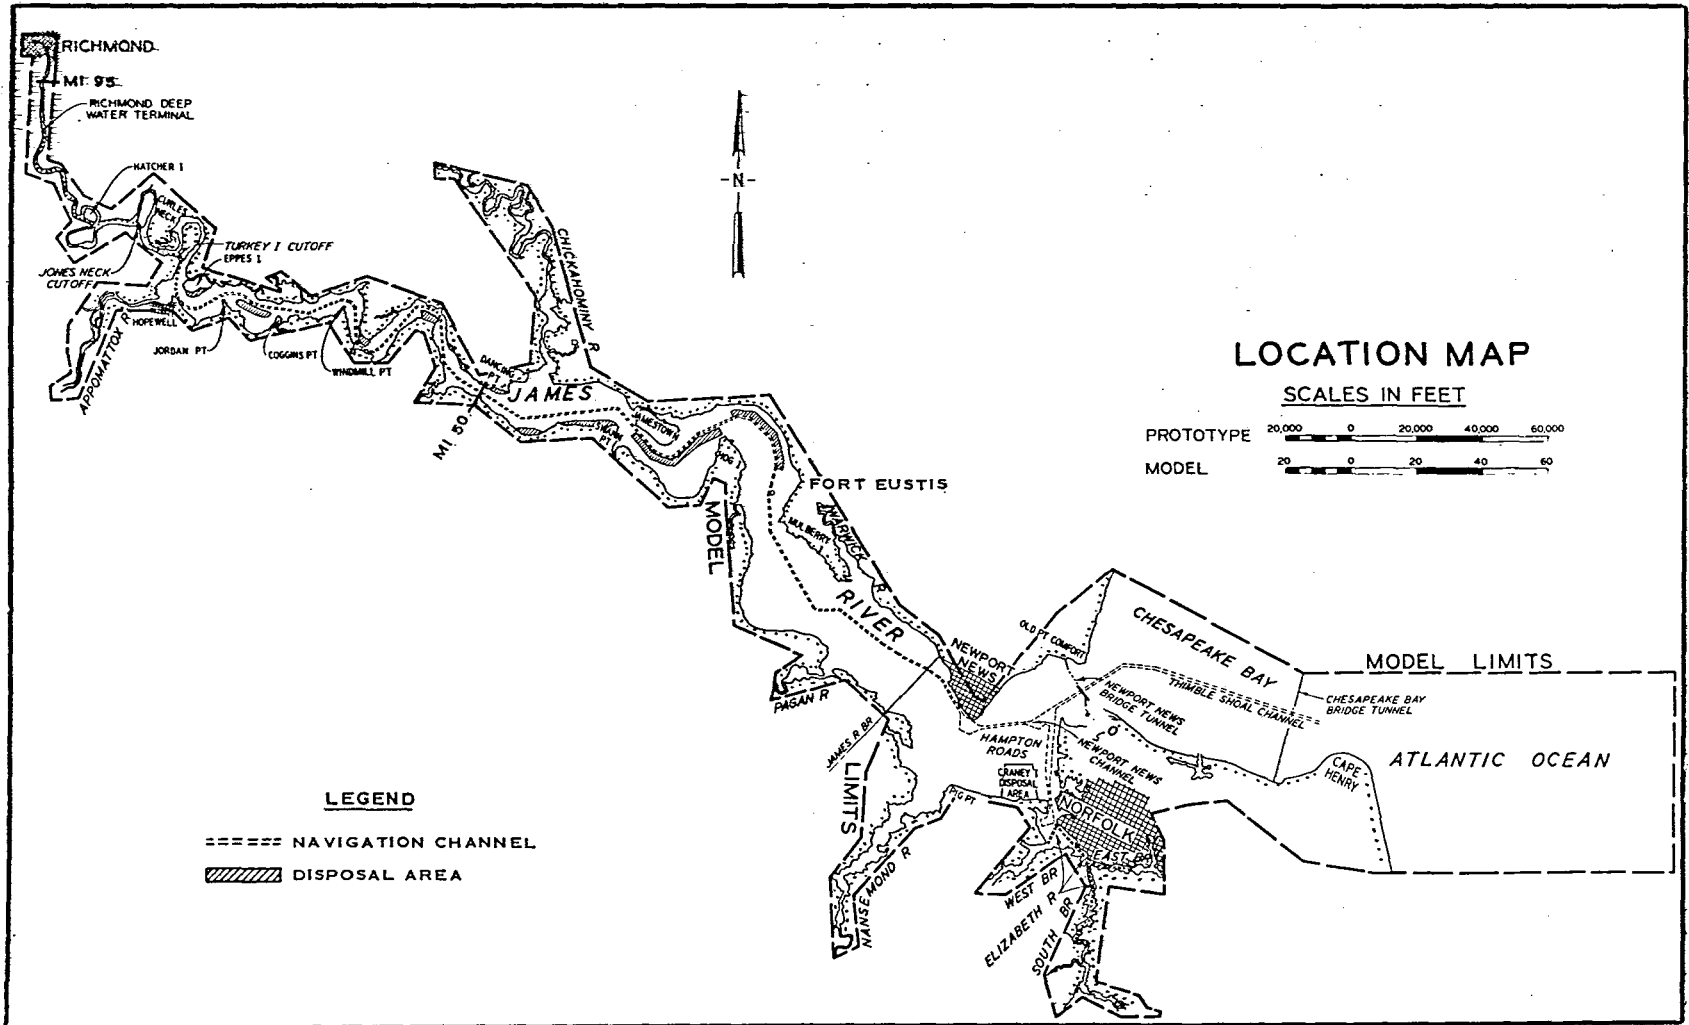 RICHMOND
MI 95
RICHMOND DEEP
WATER TERMINAL
HATCHER I
CURLES
NECK
TURKEY I CUTOFF
EPPES I
JONES NECK
CUTOFF
HOPEWELL
APPOMATTOX R
JORDAN PT
COGGINS PT
WINDMILL PT
CHICKAHOMINY R
-N-
DANCING
PT
JAMES
MI 50
SWANN
PT
JAMESTOWN
HOG I
LOCATION MAP
SCALES IN FEET
PROTOTYPE 20,000 0 20,000 40,000 60,000
MODEL 20 0 20 40 60
FORT EUSTIS
MODEL
MULBERRY
WARWICK R
RIVER
OLD PT COMFORT
CHESAPEAKE BAY
NEWPORT
NEWS
MODEL LIMITS
PAGAN R
THIMBLE SHOAL CHANNEL
NEWPORT NEWS
BRIDGE TUNNEL
CHESAPEAKE BAY
BRIDGE TUNNEL
JAMES R BR
HAMPTON
ROADS
NEWPORT NEWS
CHANNEL
ATLANTIC OCEAN
CAPE
HENRY
LIMITS
CRANEY I
DISPOSAL
AREA
PIG PT
NORFOLK
EAST BR
WEST BR
ELIZABETH R
SOUTH BR
NANSEMOND R
LEGEND
NAVIGATION CHANNEL
DISPOSAL AREA